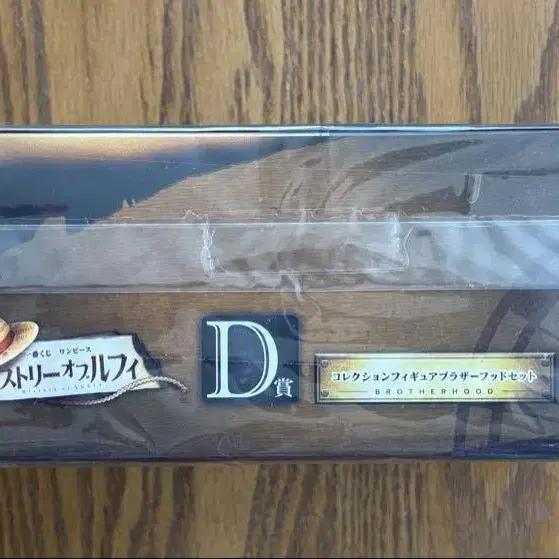 一番くじ ワンピース
ストリーオブルフィ
HISTORY of LUFFY
D賞
コレクションフィギュアブラザーフッドセット
BROTHERHOOD